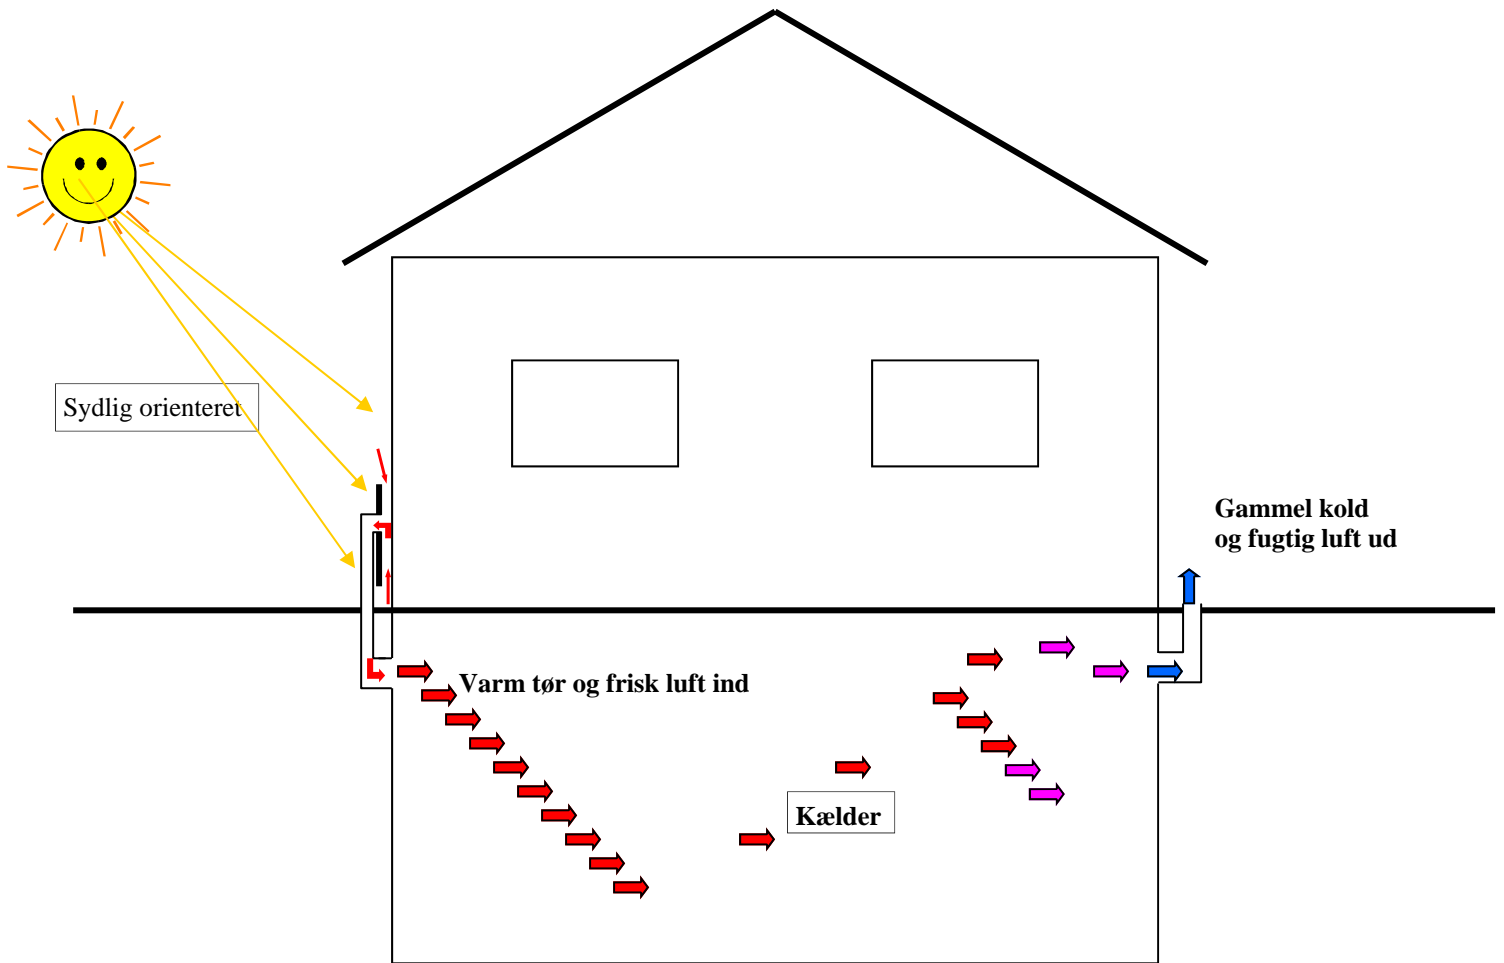 Sydlig orienteret
Gammel kold
og fugtig luft ud
Varm tør og frisk luft ind
Kælder